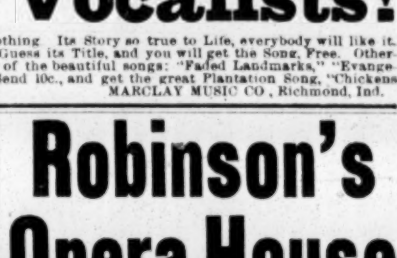 Vocalists!
othing Its Story so true to Life, everybody will like it.
Guess its Title, and you will get the Song, Free. Other-
of the beautiful songs: "Faded Landmarks," "Evange
Send 10c., and get the great Plantation Song, "Chickens
MARCLAY MUSIC CO, Richmond, Ind.
Robinson's
Opera House